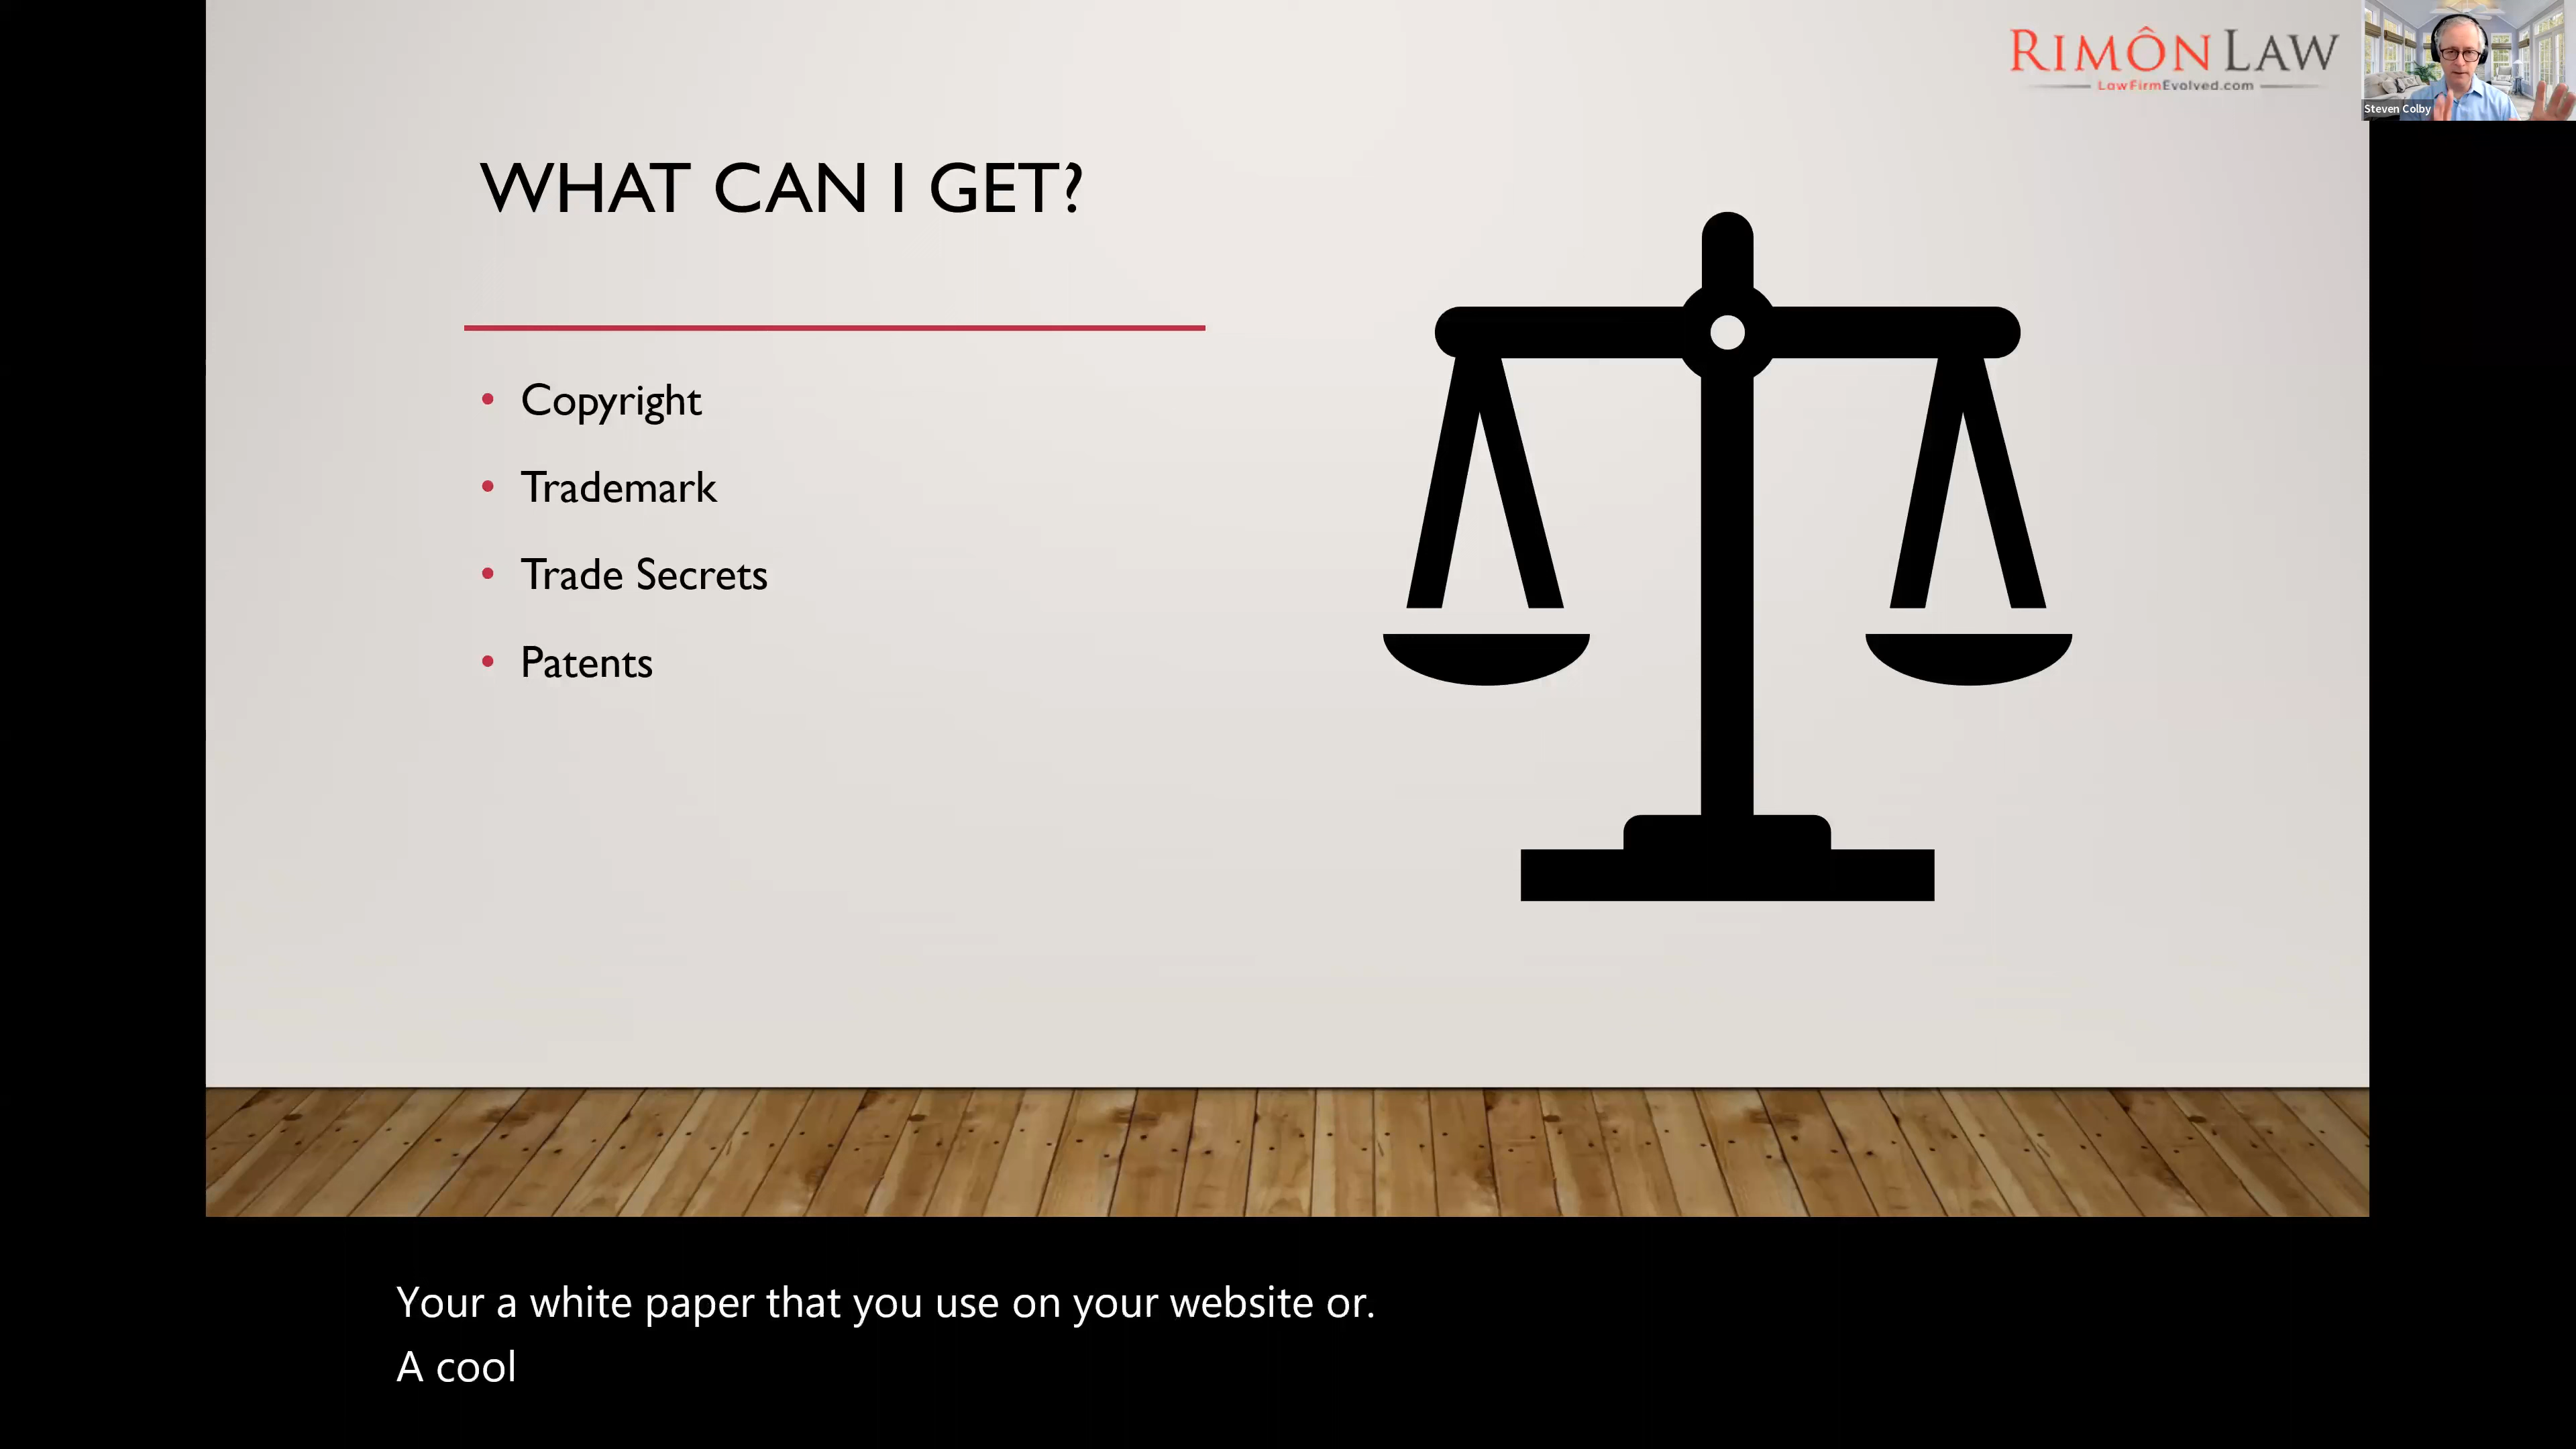 RIMÔN LAW
LawFirmEvolved.com
Steven Colby
WHAT CAN I GET?
• Copyright
• Trademark
• Trade Secrets
• Patents
Your a white paper that you use on your website or.
A cool